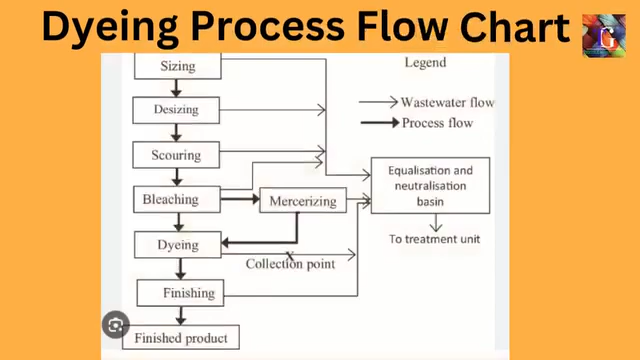 Dyeing Process Flow Chart
G
Sizing
Legend
Desizing
Wastewater flow
Process flow
Scouring
Equalisation and
neutralisation
basin
Bleaching
Mercerizing
Dyeing
To treatment unit
X
Collection point
Finishing
Finished product